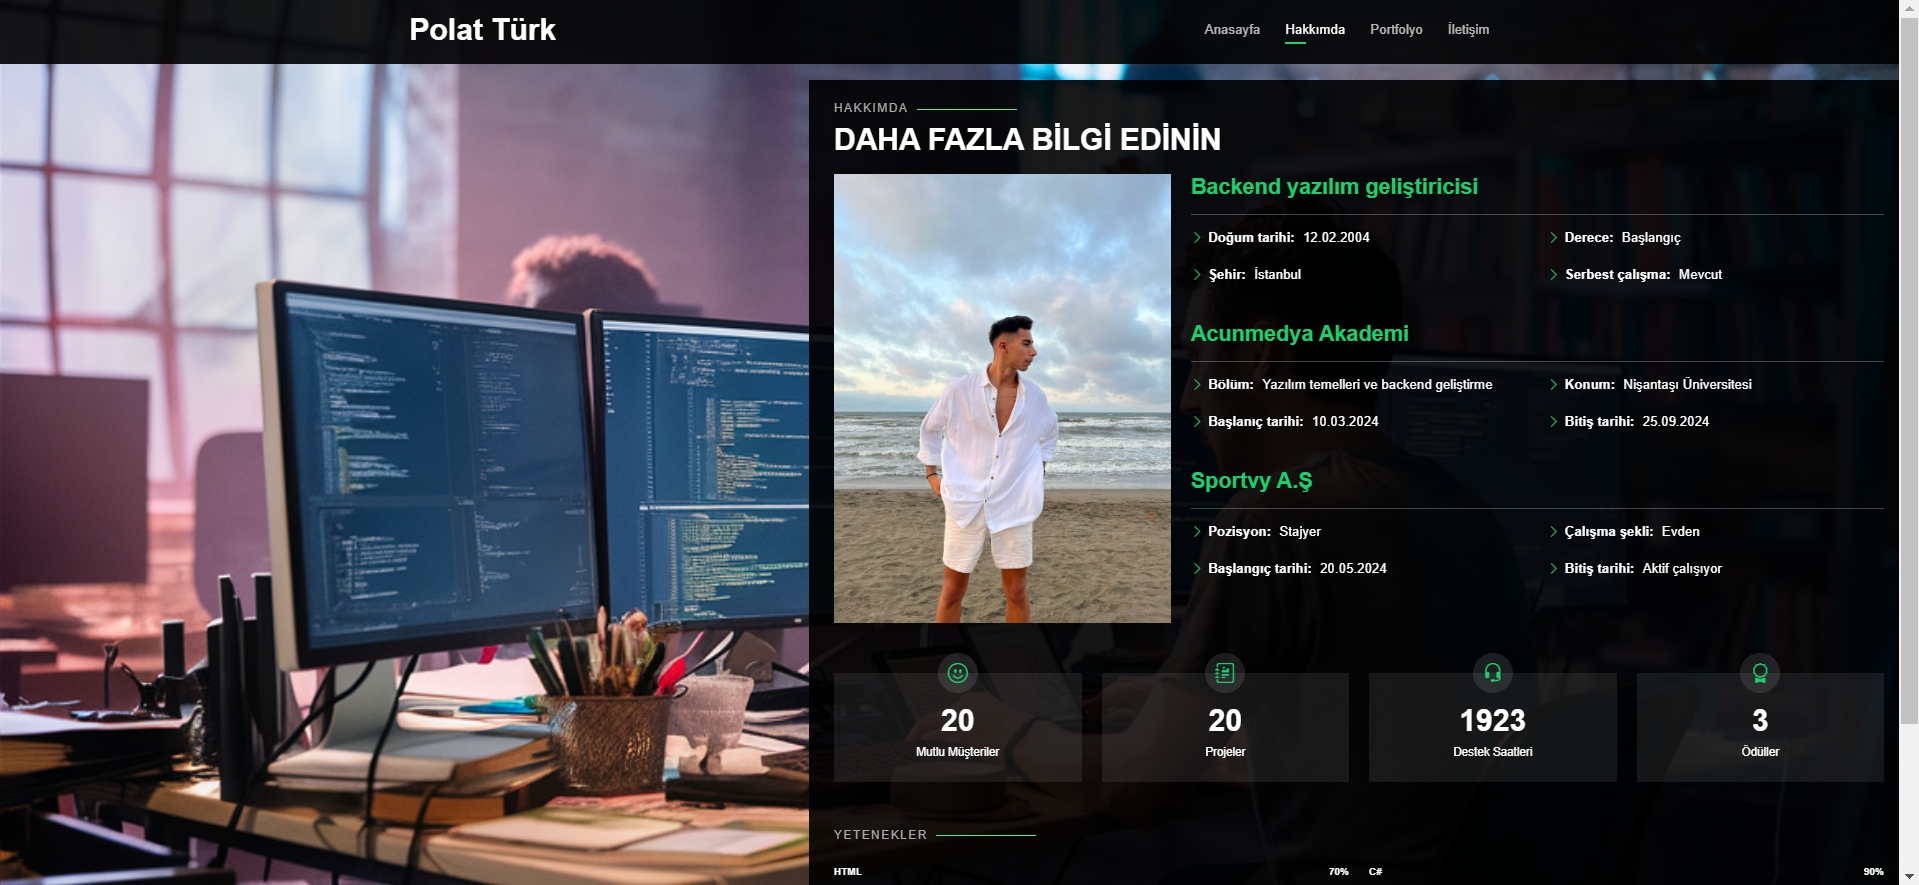 Polat Türk
Anasayfa Hakkımda Portfolyo İletişim
HAKKIMDA
DAHA FAZLA BİLGİ EDİNİN
Backend yazılım geliştiricisi
Doğum tarihi: 12.02.2004 Derece: Başlangıç
Şehir: İstanbul Serbest çalışma: Mevcut
Acunmedya Akademi
Bölüm: Yazılım temelleri ve backend geliştirme Konum: Nişantaşı Üniversitesi
Başlanıç tarihi: 10.03.2024 Bitiş tarihi: 25.09.2024
Sportvy A.Ş
Pozisyon: Stajyer Çalışma şekli: Evden
Başlangıç tarihi: 20.05.2024 Bitiş tarihi: Aktif çalışıyor
20 20 1923 3
Mutlu Müşteriler Projeler Destek Saatleri Ödüller
YETENEKLER
HTML 70% C# 90%